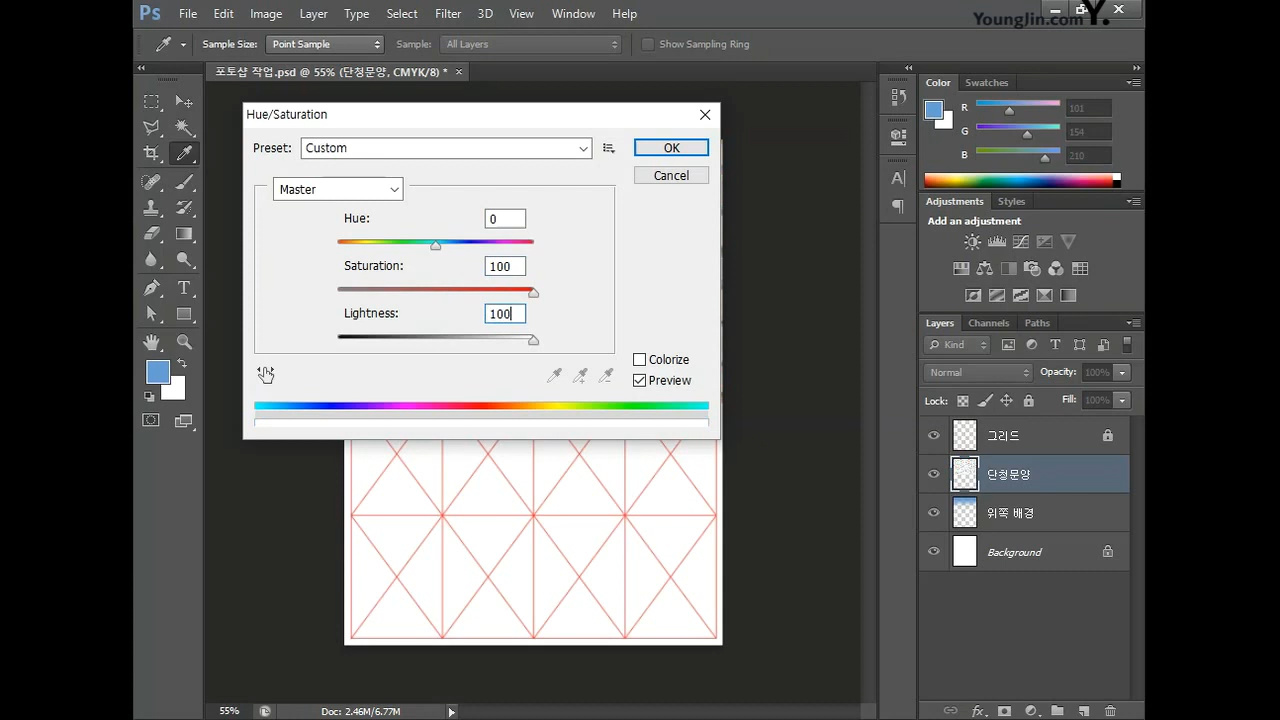 YoungJin.com Y.
Ps File Edit Image Layer Type Select Filter 3D View Window Help
Sample Size: Point Sample Sample: All Layers Show Sampling Ring
포토샵 작업.psd @ 55% (단청문양, CMYK/8) * ×
Hue/Saturation
Preset: Custom OK
Cancel
Master
Hue: 0
Saturation: 100
Lightness: 100
Colorize
Preview
Color Swatches
R 101
G 154
B 210
Adjustments Styles
Add an adjustment
Layers Channels Paths
Kind T
Normal Opacity: 100%
Lock: Fill: 100%
그리드
단청문양
위쪽 배경
Background
55% Doc: 2.46M/6.77M
fx